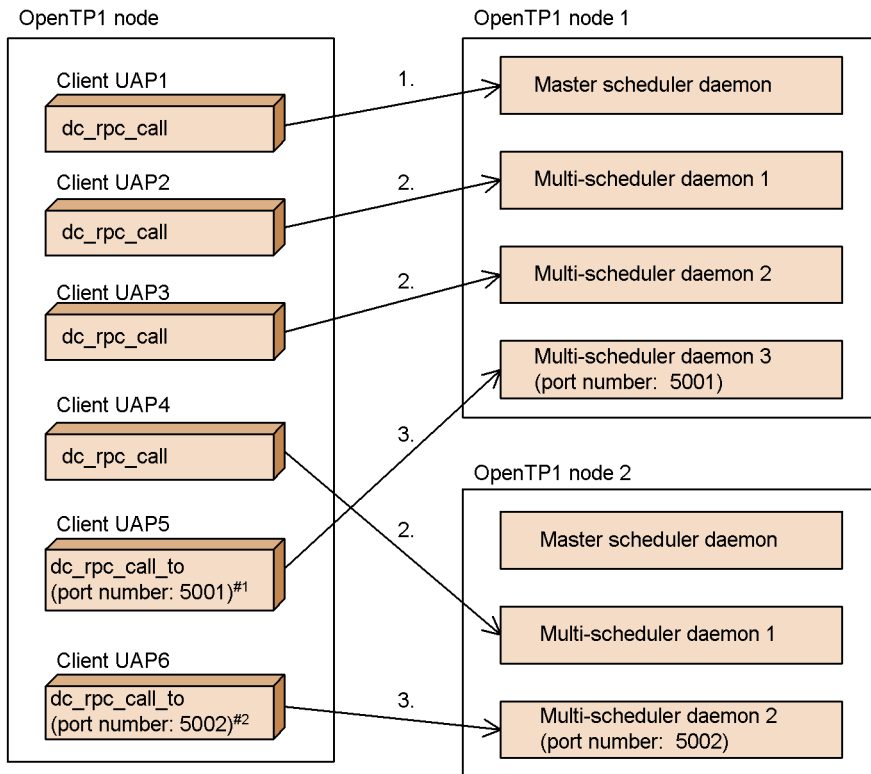 OpenTP1 node
Client UAP1
dc_rpc_call
Client UAP2
dc_rpc_call
Client UAP3
dc_rpc_call
Client UAP4
dc_rpc_call
Client UAP5
dc_rpc_call_to
(port number: 5001)#1
Client UAP6
dc_rpc_call_to
(port number: 5002)#2
1.
2.
2.
3.
2.
3.
OpenTP1 node 1
Master scheduler daemon
Multi-scheduler daemon 1
Multi-scheduler daemon 2
Multi-scheduler daemon 3
(port number: 5001)
OpenTP1 node 2
Master scheduler daemon
Multi-scheduler daemon 1
Multi-scheduler daemon 2
(port number: 5002)